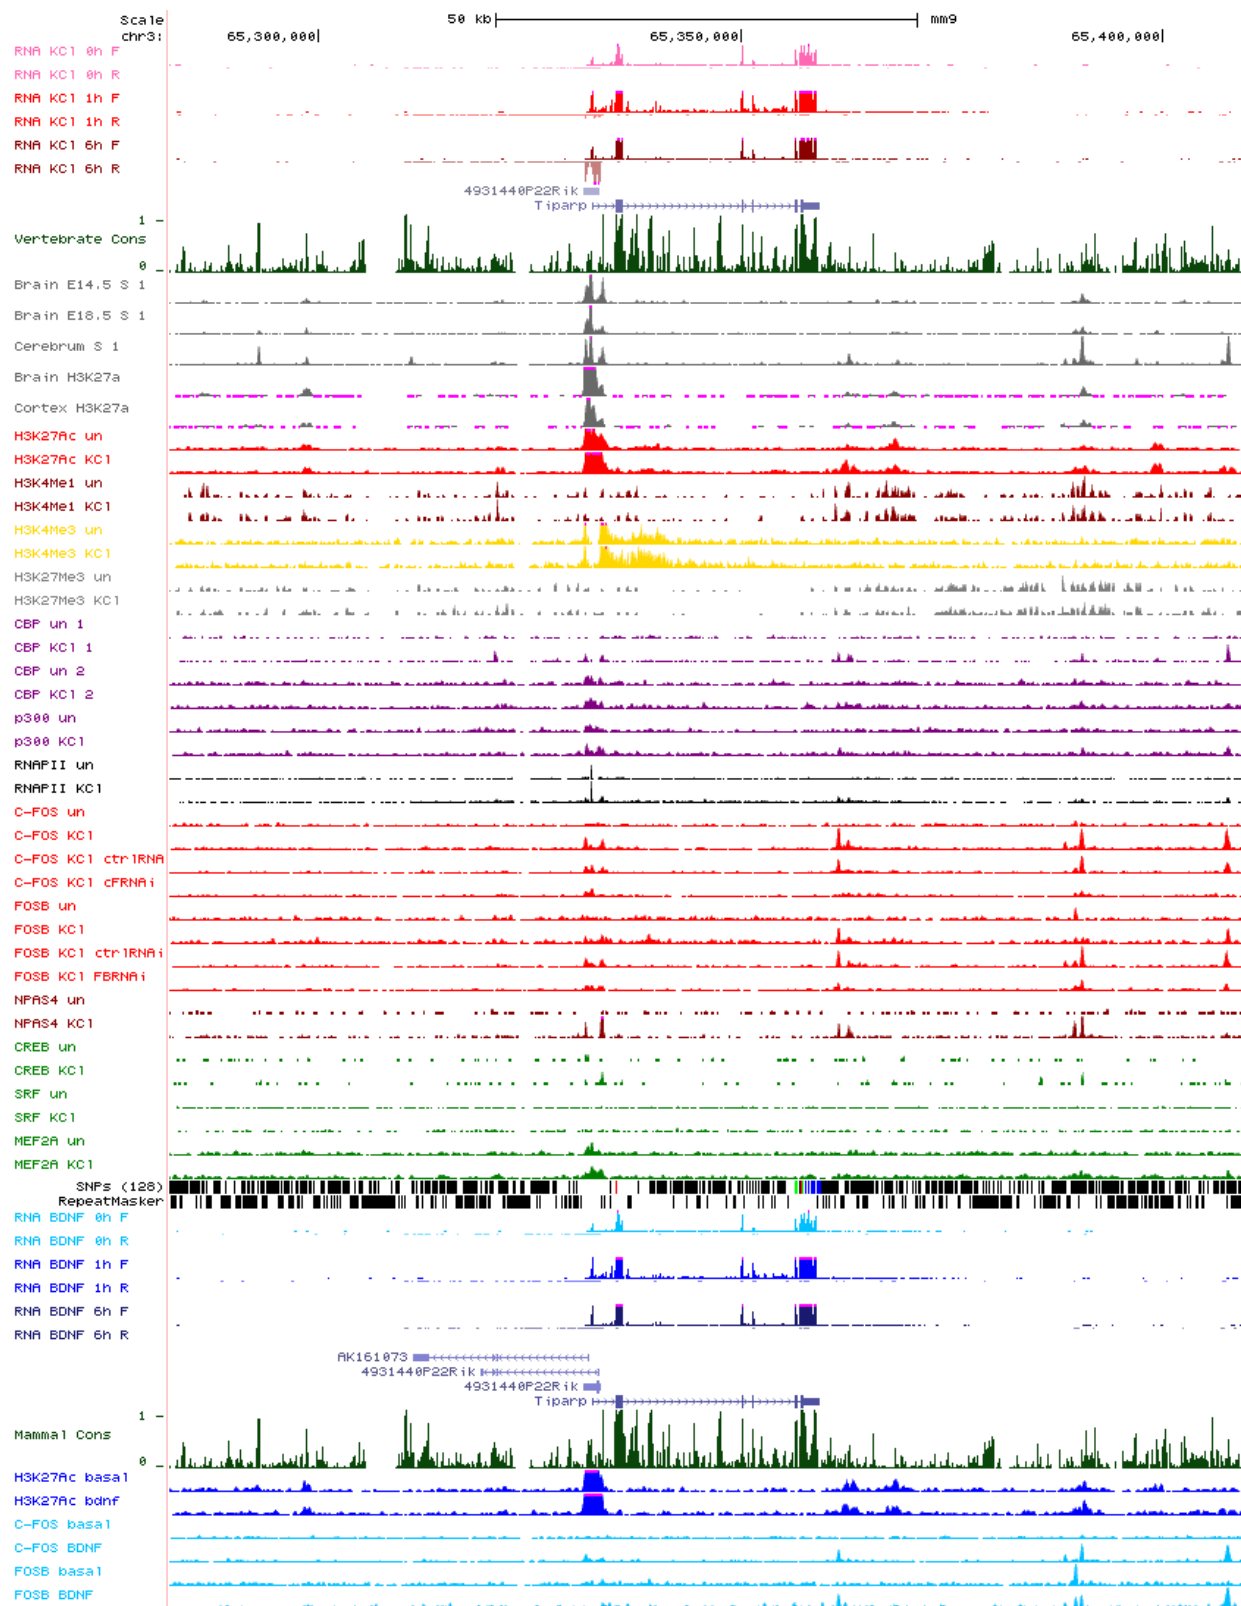 Scale 50 kb mm9
chr3: 65,300,000 65,350,000 65,400,000
RNA KCl 0h F
RNA KCl 0h R
RNA KCl 1h F
RNA KCl 1h R
RNA KCl 6h F
RNA KCl 6h R
4931440P22Rik
Tiparp
1
Vertebrate Cons
0
Brain E14.5 S 1
Brain E18.5 S 1
Cerebrum S 1
Brain H3K27a
Cortex H3K27a
H3K27Ac un
H3K27Ac KCl
H3K4Me1 un
H3K4Me1 KCl
H3K4Me3 un
H3K4Me3 KCl
H3K27Me3 un
H3K27Me3 KCl
CBP un 1
CBP KCl 1
CBP un 2
CBP KCl 2
p300 un
p300 KCl
RNAPII un
RNAPII KCl
C-FOS un
C-FOS KCl
C-FOS KCl ctrlRNA
C-FOS KCl cFRNAi
FOSB un
FOSB KCl
FOSB KCl ctrlRNAi
FOSB KCl FBRNAi
NPAS4 un
NPAS4 KCl
CREB un
CREB KCl
SRF un
SRF KCl
MEF2A un
MEF2A KCl
SNPs (128)
RepeatMasker
RNA BDNF 0h F
RNA BDNF 0h R
RNA BDNF 1h F
RNA BDNF 1h R
RNA BDNF 6h F
RNA BDNF 6h R
AK161073
4931440P22Rik
4931440P22Rik
Tiparp
1
Mammal Cons
0
H3K27Ac basal
H3K27Ac bdnf
C-FOS basal
C-FOS BDNF
FOSB basal
FOSB BDNF